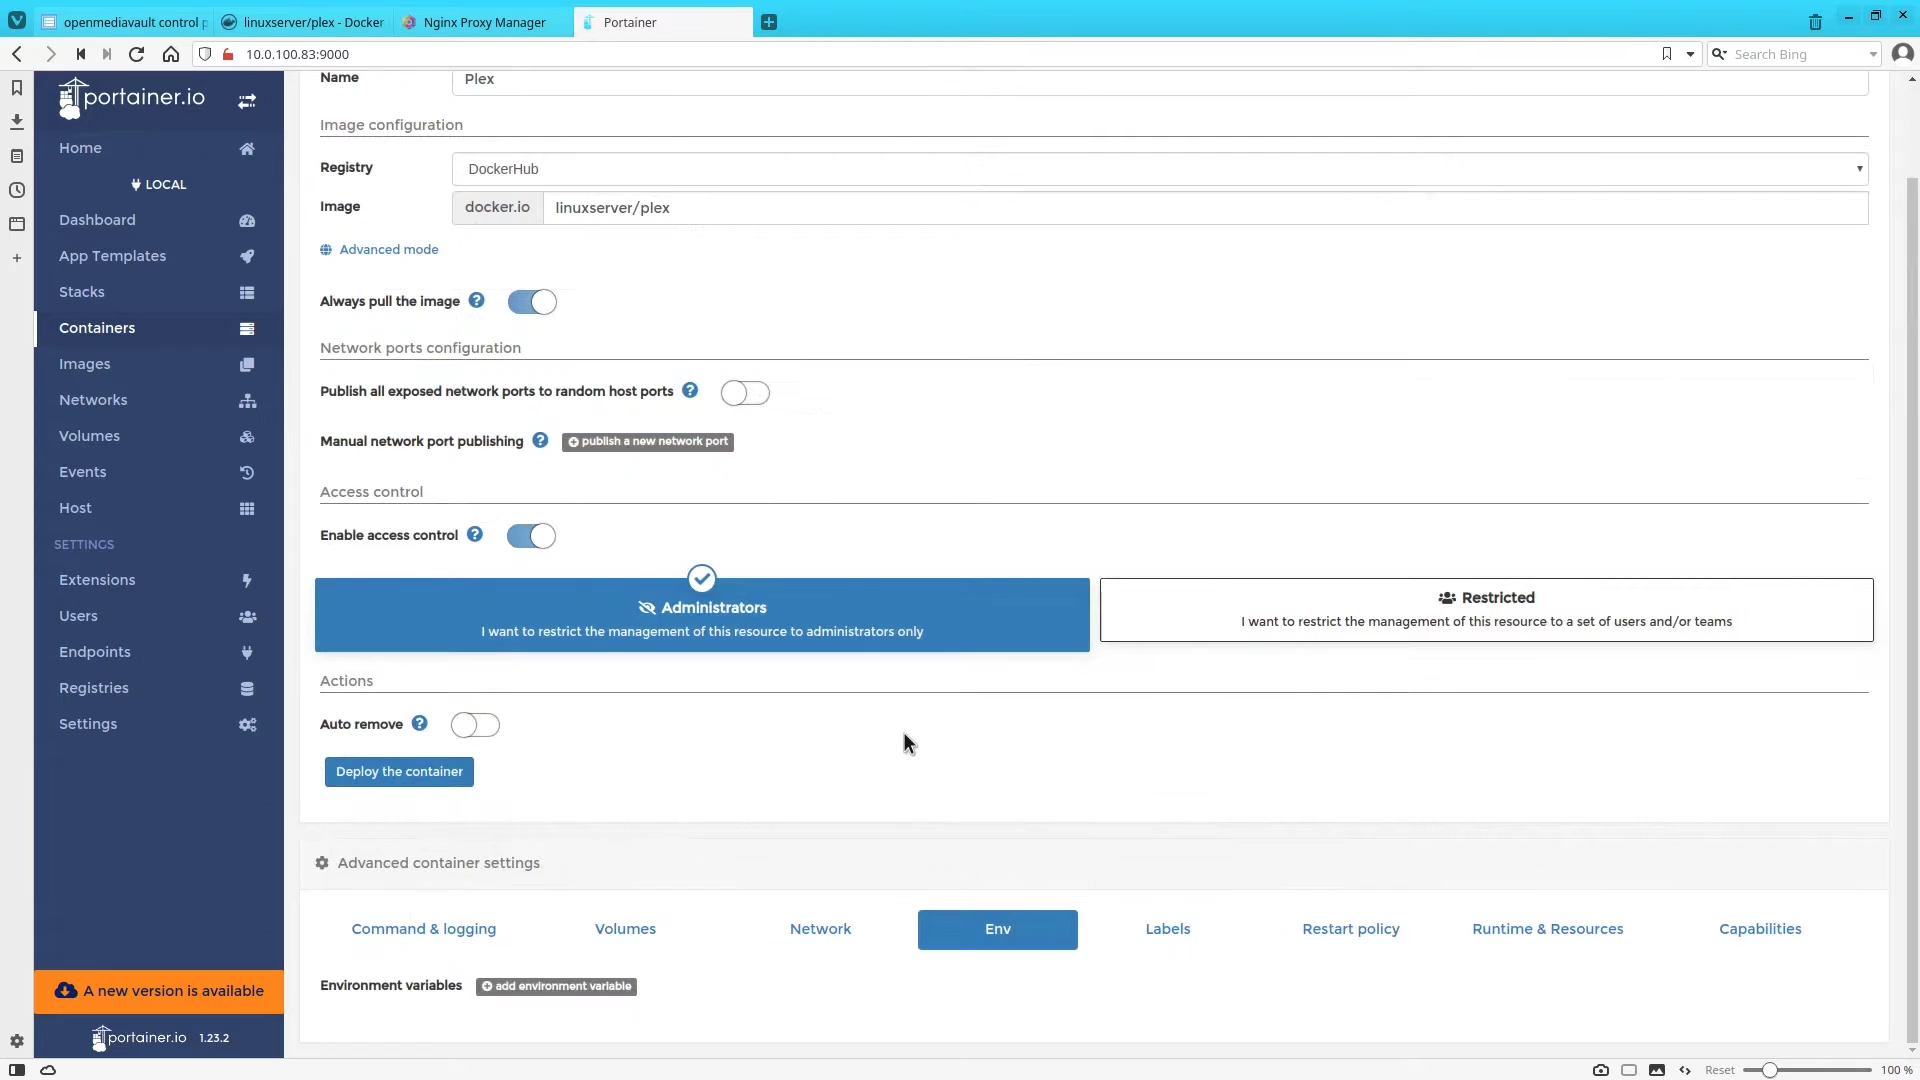 openmediavault control p
linuxserver/plex - Docker
Nginx Proxy Manager
Portainer
10.0.100.83:9000
Search Bing
portainer.io
Home
LOCAL
Dashboard
App Templates
Stacks
Containers
Images
Networks
Volumes
Events
Host
SETTINGS
Extensions
Users
Endpoints
Registries
Settings
A new version is available
portainer.io 1.23.2
Name Plex
Image configuration
Registry DockerHub
Image docker.io linuxserver/plex
Advanced mode
Always pull the image
Network ports configuration
Publish all exposed network ports to random host ports
Manual network port publishing publish a new network port
Access control
Enable access control
Administrators
I want to restrict the management of this resource to administrators only
Restricted
I want to restrict the management of this resource to a set of users and/or teams
Actions
Auto remove
Deploy the container
Advanced container settings
Command & logging Volumes Network Env Labels Restart policy Runtime & Resources Capabilities
Environment variables add environment variable
Reset 100 %